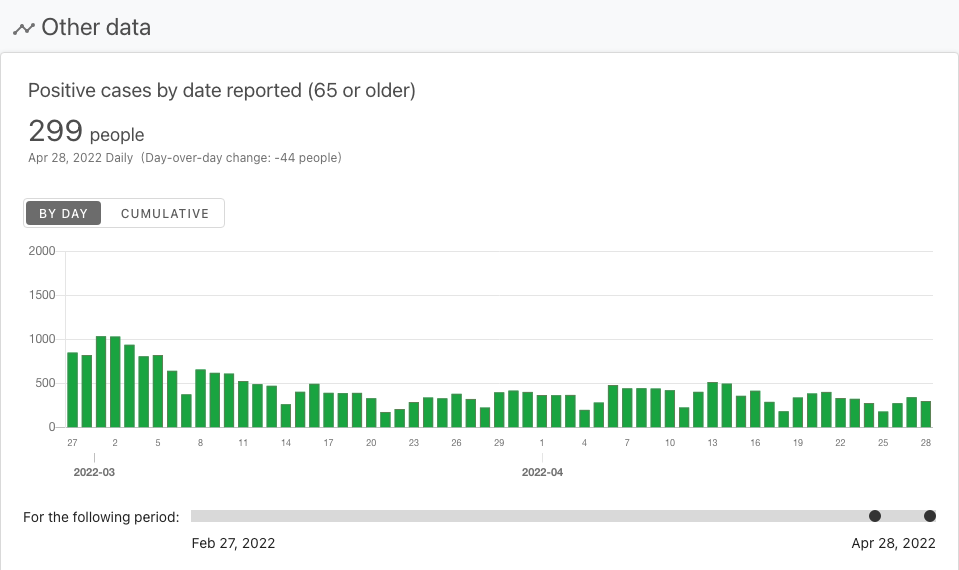 Other data
Positive cases by date reported (65 or older)
299 people
Apr 28, 2022 Daily (Day-over-day change: -44 people)
BY DAY CUMULATIVE
2000
1500
1000
500
0
27 2 5 8 11 14 17 20 23 26 29 1 4 7 10 13 16 19 22 25 28
2022-03 2022-04
For the following period:
Feb 27, 2022 Apr 28, 2022